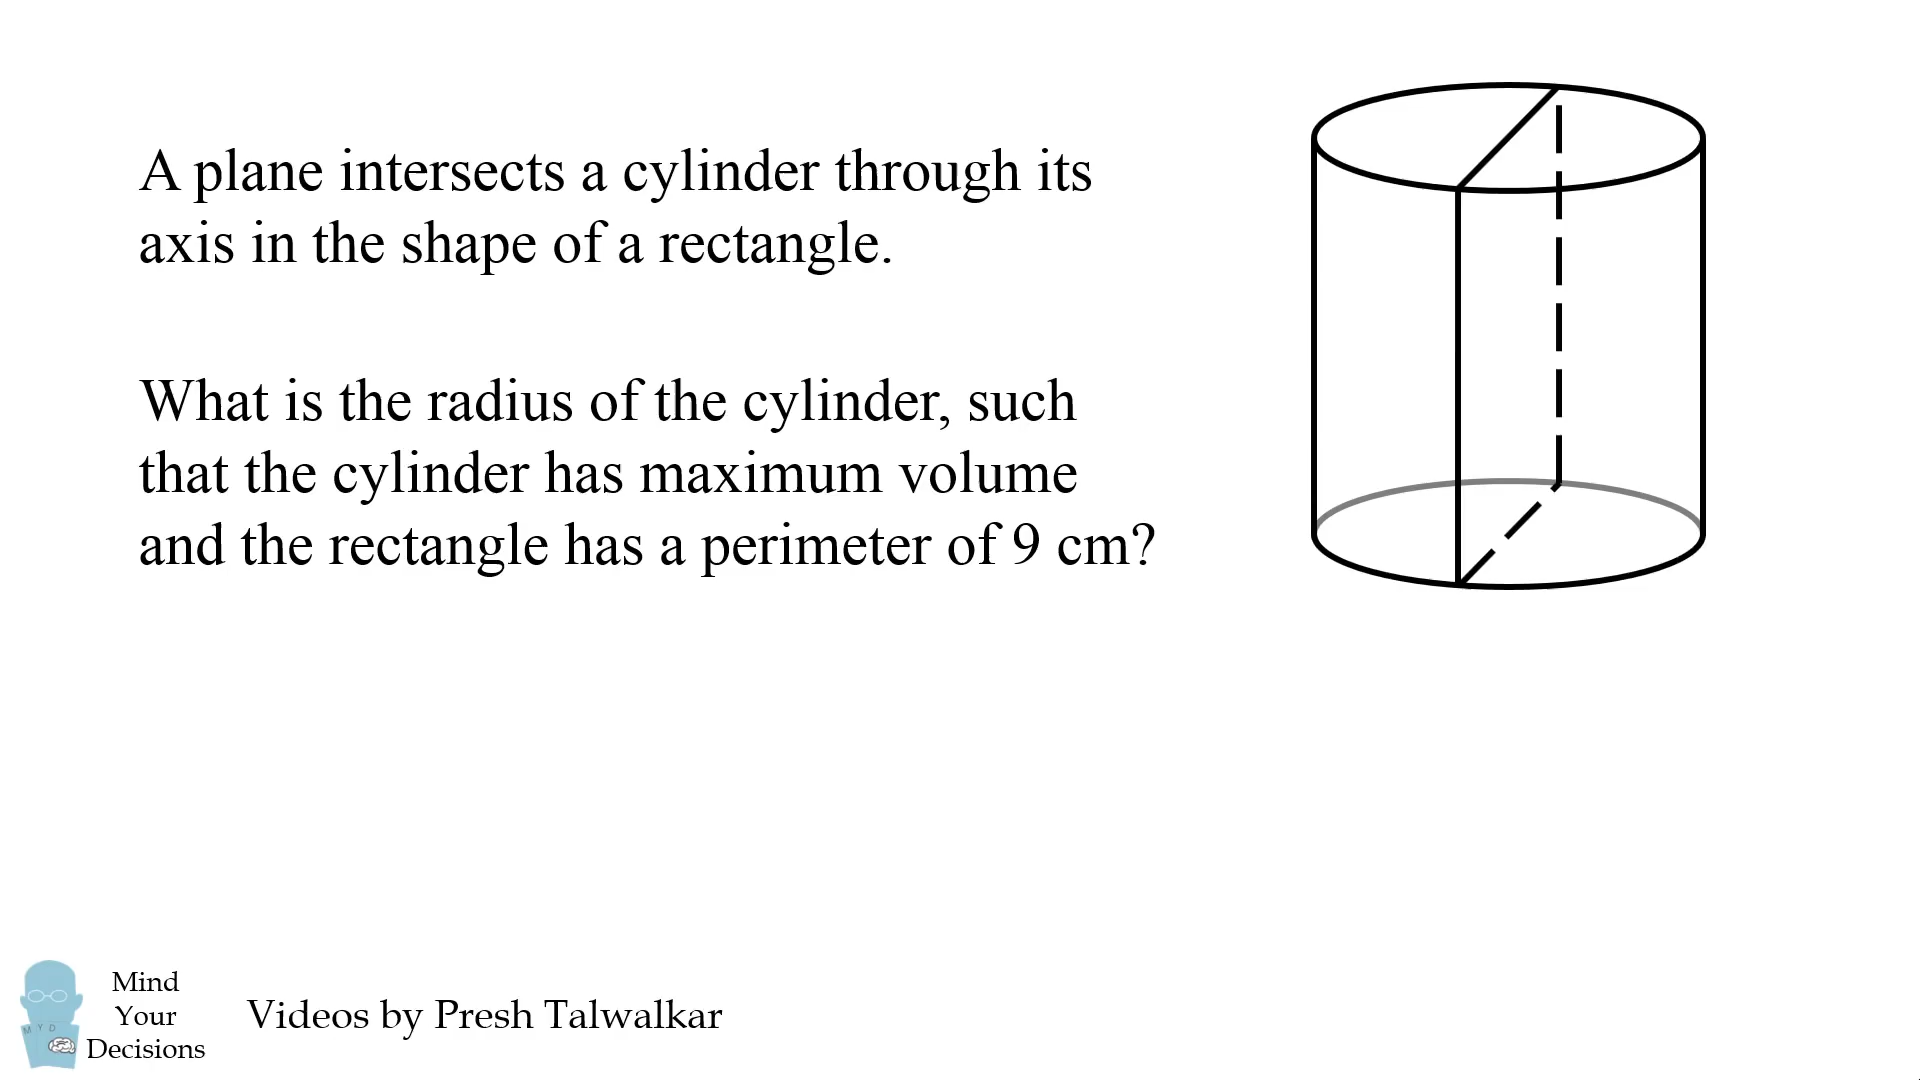 A plane intersects a cylinder through its
axis in the shape of a rectangle.
What is the radius of the cylinder, such
that the cylinder has maximum volume
and the rectangle has a perimeter of 9 cm?
M Y D
Mind
Your
Decisions
Videos by Presh Talwalkar